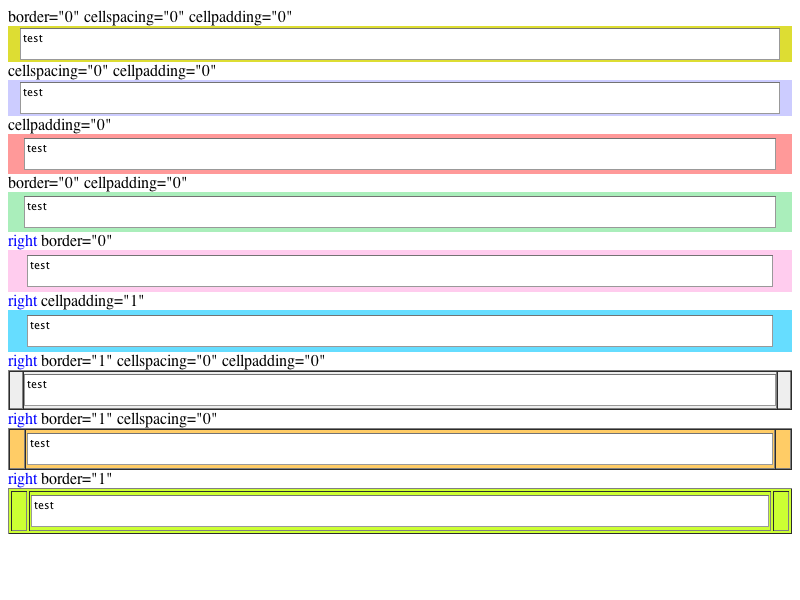 border="0" cellspacing="0" cellpadding="0"
test
cellspacing="0" cellpadding="0"
test
cellpadding="0"
test
border="0" cellpadding="0"
test
right border="0"
test
right cellpadding="1"
test
right border="1" cellspacing="0" cellpadding="0"
test
right border="1" cellspacing="0"
test
right border="1"
test